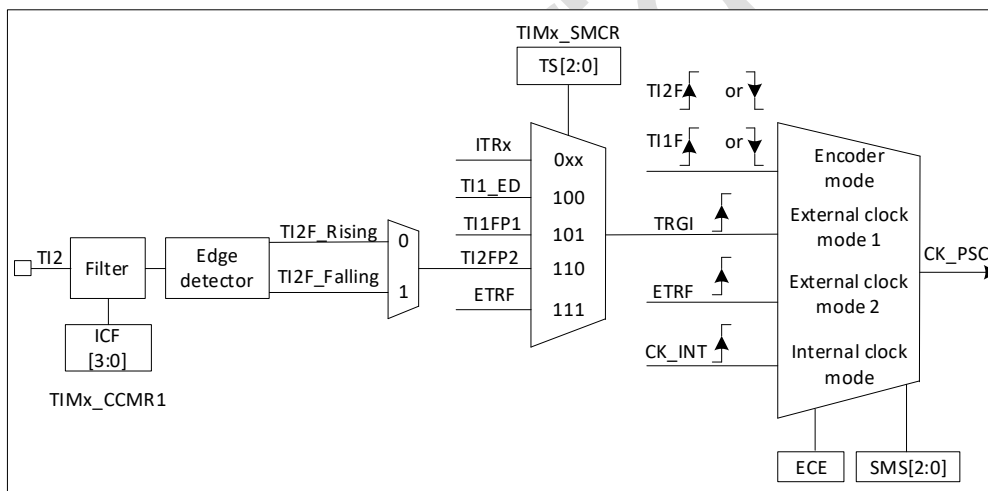 TIMx_SMCR
TS[2:0]
TI2F or
TI1F or
ITRx 0xx
TI1_ED 100
TI1FP1 101
TI2FP2 110
ETRF 111
TI2
Filter
ICF
[3:0]
TIMx_CCMR1
Edge
detector
TI2F_Rising 0
TI2F_Falling 1
TRGI
ETRF
CK_INT
Encoder
mode
External clock
mode 1
External clock
mode 2
Internal clock
mode
CK_PSC
ECE
SMS[2:0]